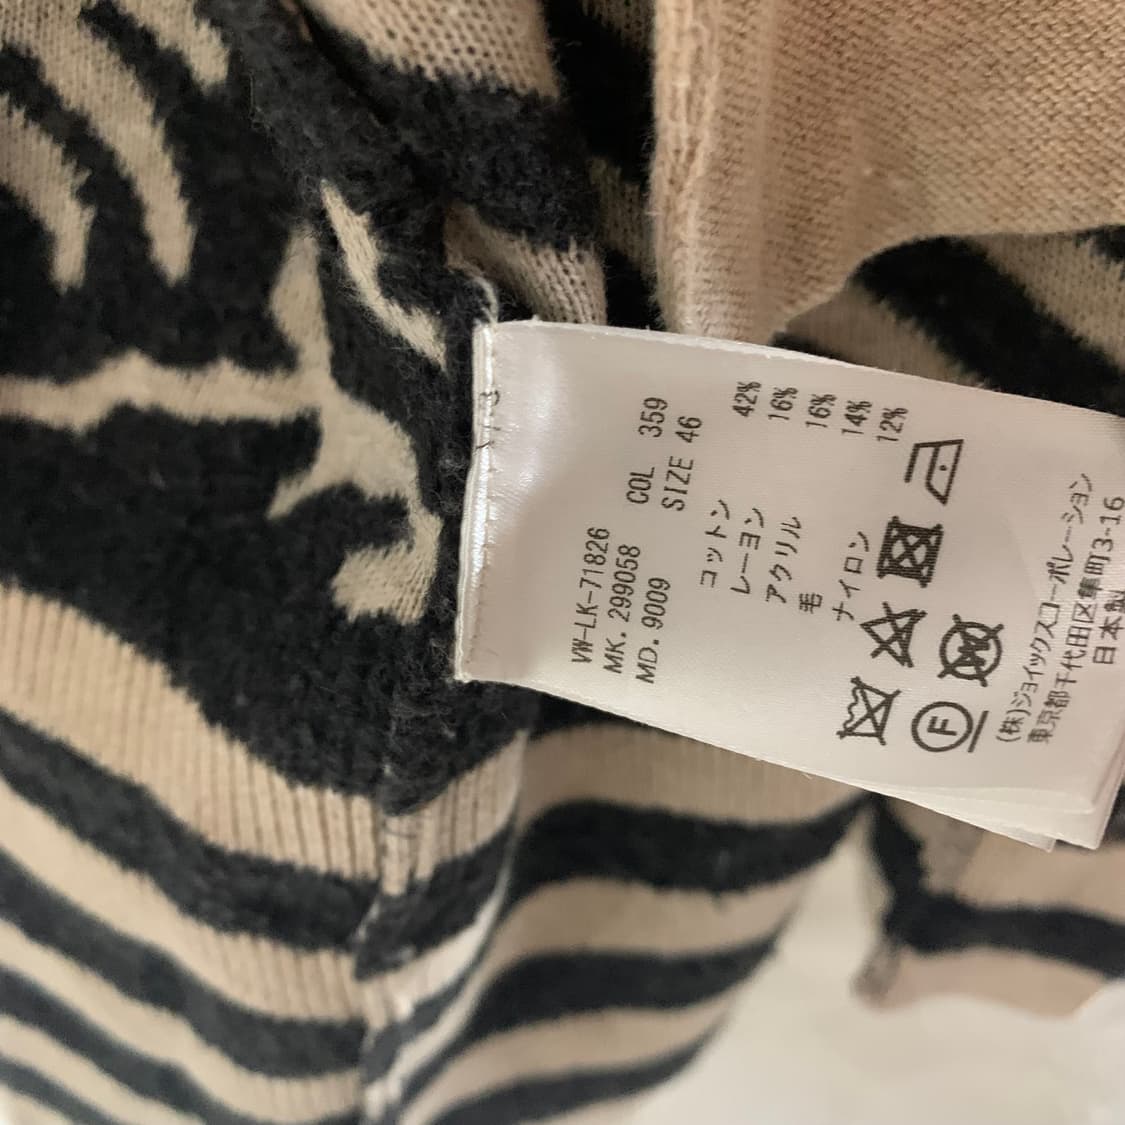 VW-LK-71826 COL 359
MK. 299058 SIZE 46
MD. 9009
コットン 42%
レーヨン 16%
アクリル 16%
毛 14%
ナイロン 12%
F W
(株)ジョイックスコーポレーション
東京都千代田区隼町3-16
日本製